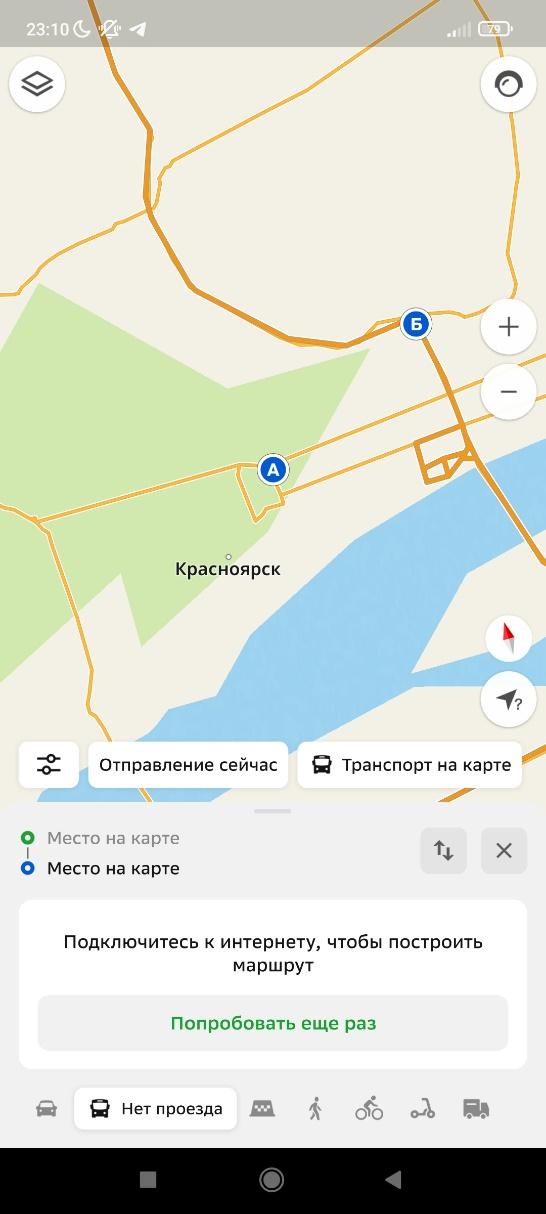 23:10
79
Б
А
Красноярск
?
Отправление сейчас
Транспорт на карте
Место на карте
Место на карте
Подключитесь к интернету, чтобы построить
маршрут
Попробовать еще раз
Нет проезда